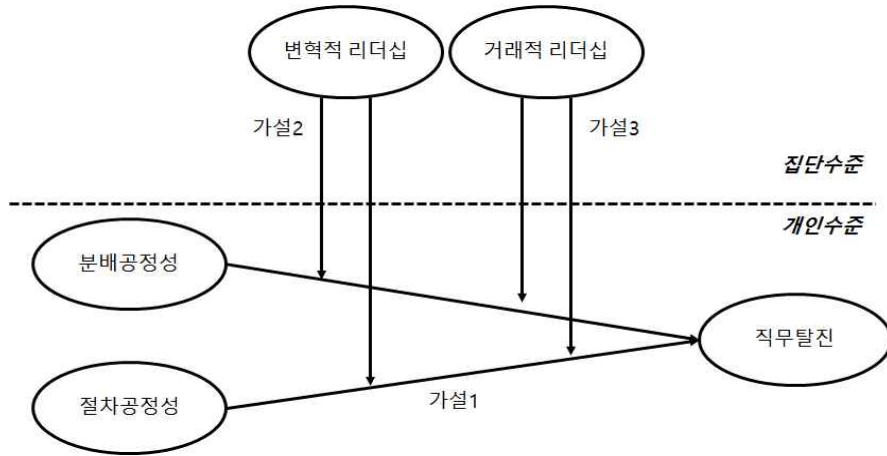 변혁적 리더십
거래적 리더십
가설2
가설3
집단수준
개인수준
분배공정성
직무탈진
절차공정성
가설1